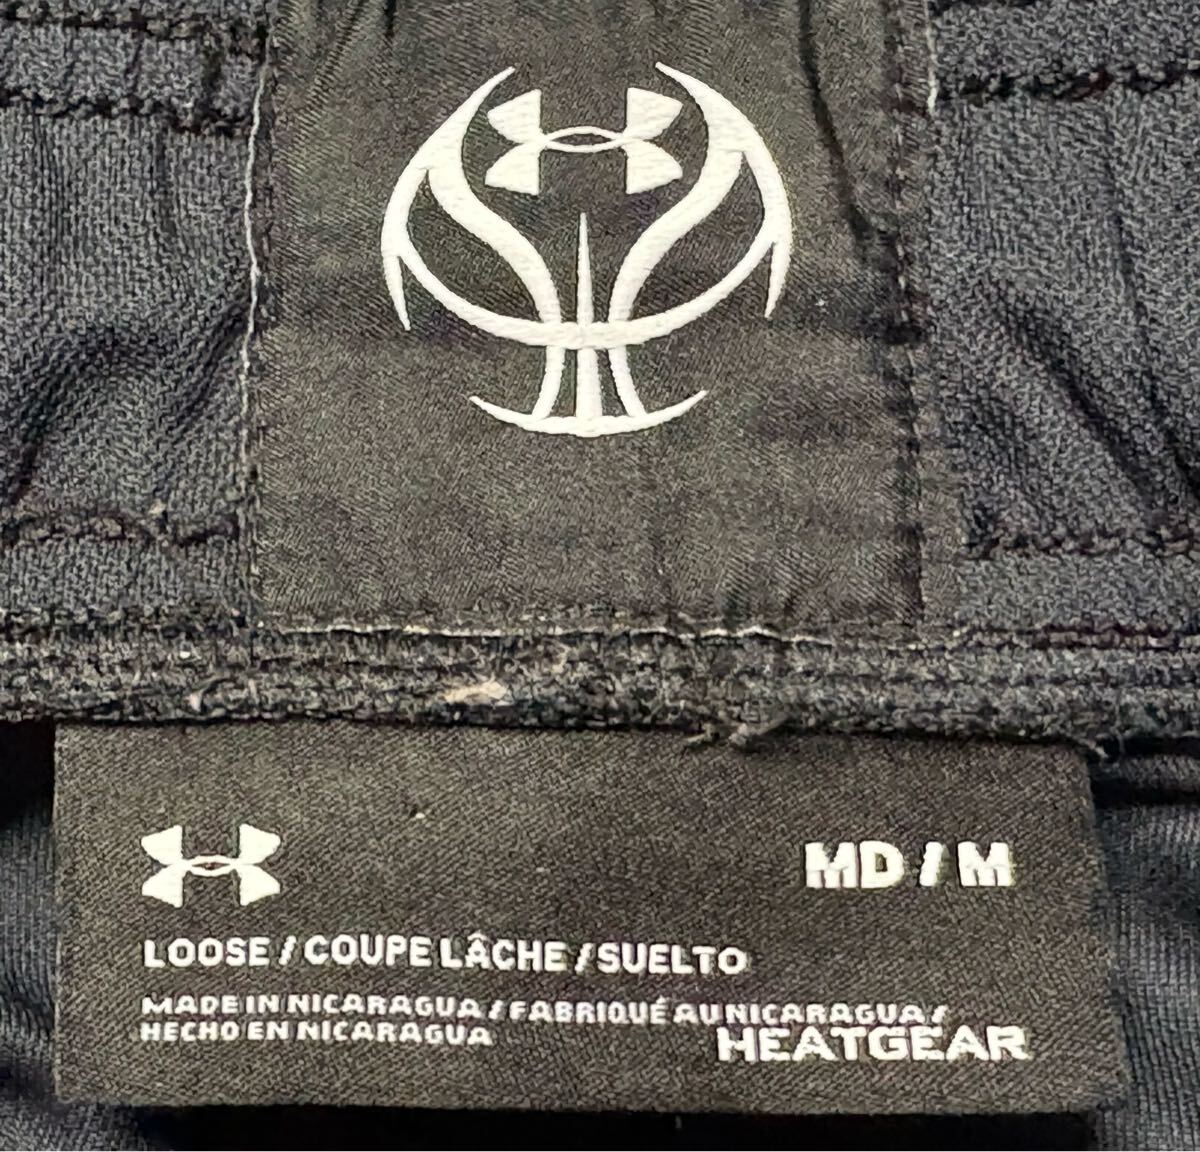 MD / M
LOOSE / COUPE LÂCHE / SUELTO
MADE IN NICARAGUA / FABRIQUÉ AU NICARAGUA /
HECHO EN NICARAGUA
HEATGEAR